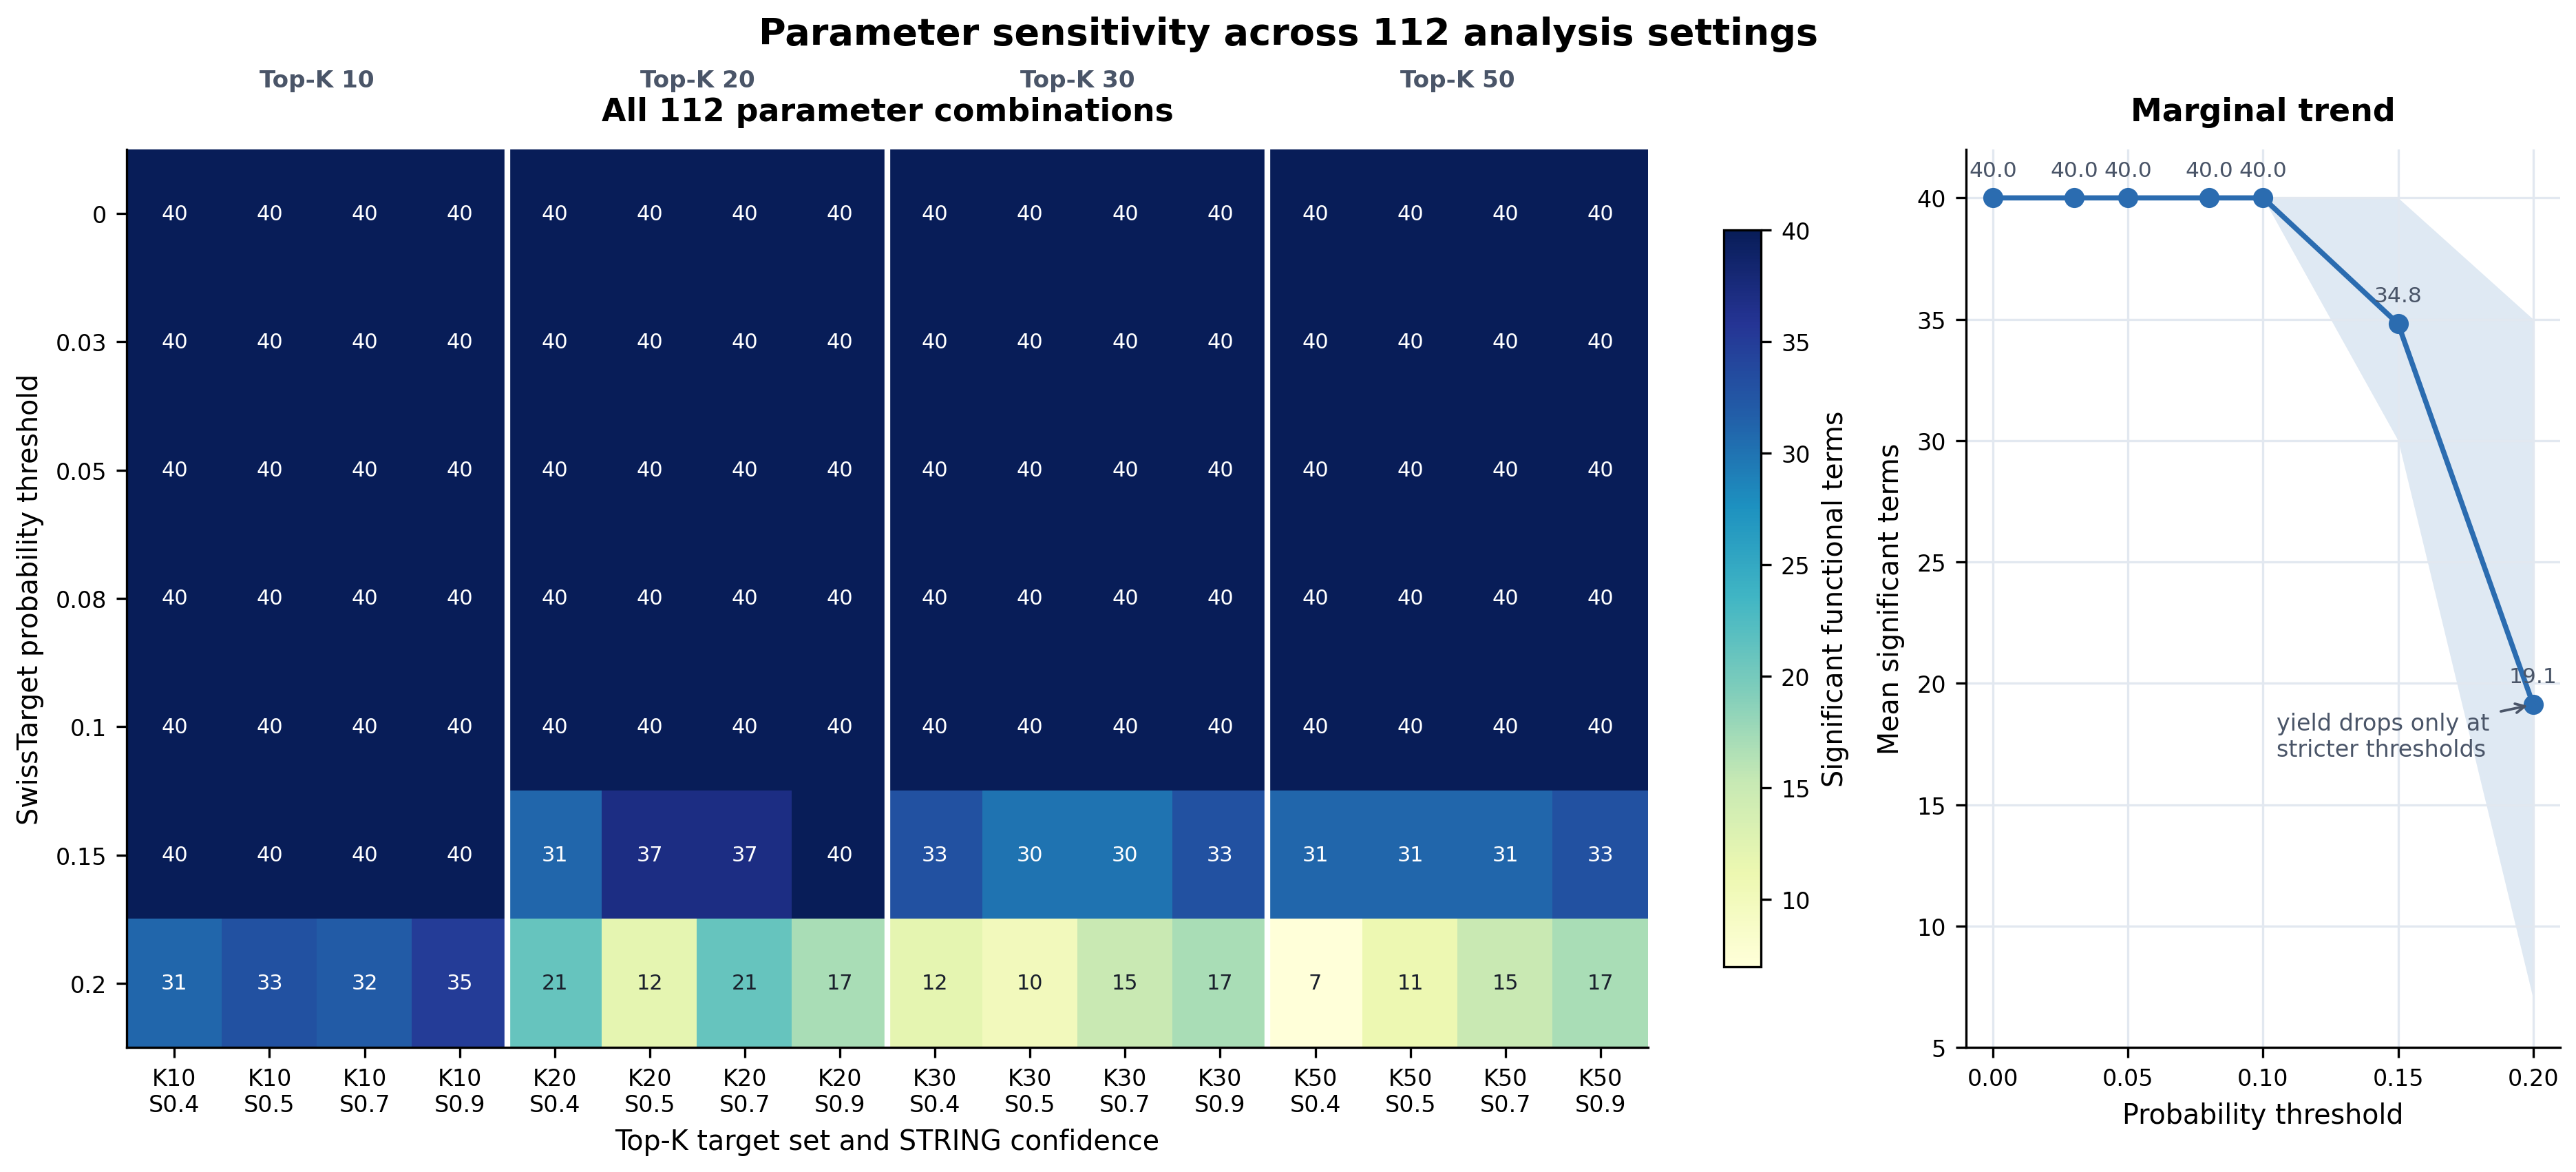 Parameter sensitivity across 112 analysis settings
Top-K 10 Top-K 20 Top-K 30 Top-K 50
All 112 parameter combinations
SwissTarget probability threshold
0 40 40 40 40 40 40 40 40 40 40 40 40 40 40 40 40
0.03 40 40 40 40 40 40 40 40 40 40 40 40 40 40 40 40
0.05 40 40 40 40 40 40 40 40 40 40 40 40 40 40 40 40
0.08 40 40 40 40 40 40 40 40 40 40 40 40 40 40 40 40
0.1 40 40 40 40 40 40 40 40 40 40 40 40 40 40 40 40
0.15 40 40 40 40 31 37 37 40 33 30 30 33 31 31 31 33
0.2 31 33 32 35 21 12 21 17 12 10 15 17 7 11 15 17
K10 K10 K10 K10 K20 K20 K20 K20 K30 K30 K30 K30 K50 K50 K50 K50
S0.4 S0.5 S0.7 S0.9 S0.4 S0.5 S0.7 S0.9 S0.4 S0.5 S0.7 S0.9 S0.4 S0.5 S0.7 S0.9
Top-K target set and STRING confidence
40
35
30
25
20
15
10
Significant functional terms
Marginal trend
Mean significant terms
40
35
30
25
20
15
10
5
40.0 40.0 40.0 40.0 40.0
34.8
19.1
yield drops only at
stricter thresholds
0.00 0.05 0.10 0.15 0.20
Probability threshold